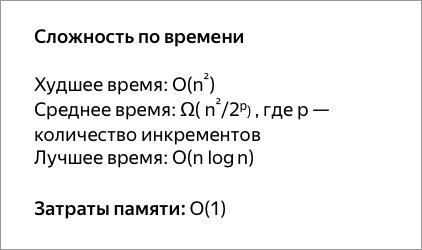 Сложность по времени
Худшее время: O(n²)
Среднее время: Ω( n²/2ᵖ⁾ , где p —
количество инкрементов
Лучшее время: O(n log n)
Затраты памяти: O(1)